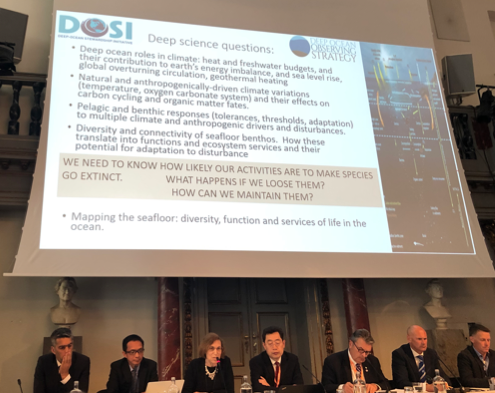 DOSI
DEEP OCEAN
OBSERVING
STRATEGY
Deep science questions:
• Deep ocean roles in climate: heat and freshwater budgets, and
their contribution to earth's energy imbalance, and sea level rise,
global overturning circulation, geothermal heating
• Natural and anthropogenically-driven climate variations
(temperature, oxygen carbonate system) and their effects on
carbon cycling and organic matter fates.
• Pelagic and benthic responses (tolerances, thresholds, adaptation)
to multiple climate and anthropogenic drivers and disturbances.
• Diversity and connectivity of seafloor benthos. How these
translate into functions and ecosystem services and their
potential for adaptation to disturbance
WE NEED TO KNOW HOW LIKELY OUR ACTIVITIES ARE TO MAKE SPECIES
GO EXTINCT. WHAT HAPPENS IF WE LOOSE THEM?
HOW CAN WE MAINTAIN THEM?
• Mapping the seafloor: diversity, function and services of life in the
ocean.